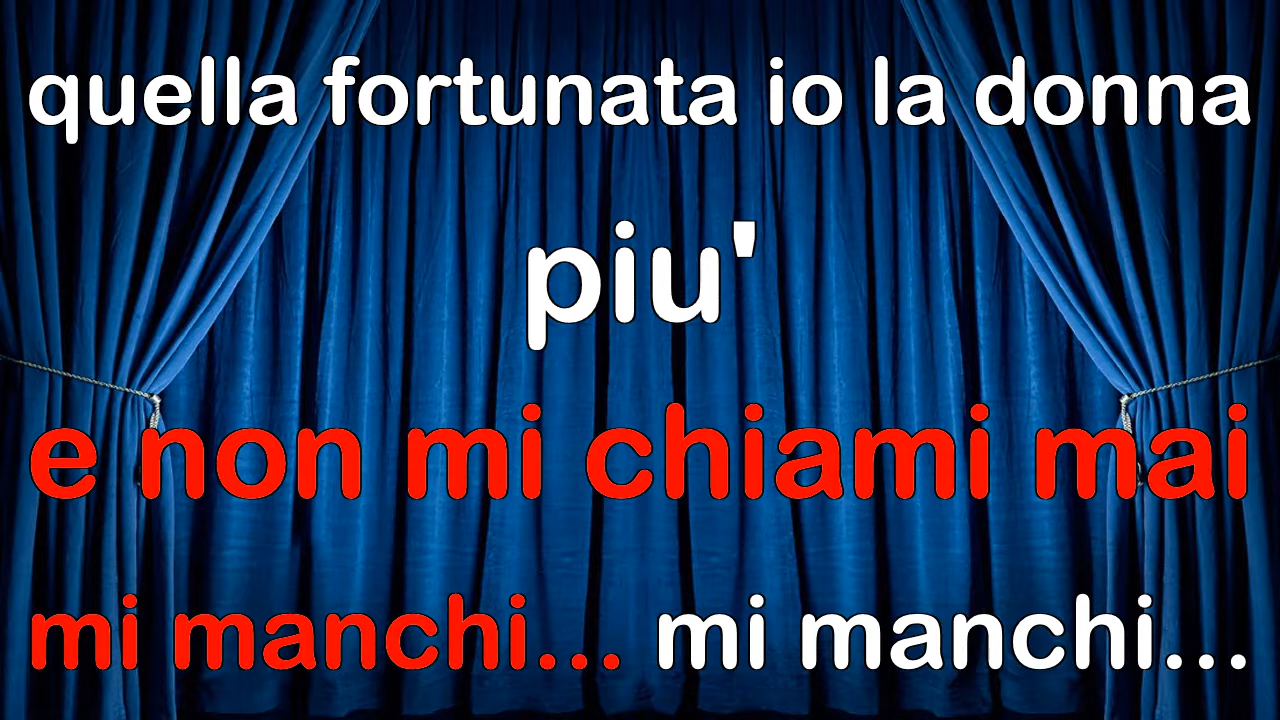 quella fortunata io la donna
piu'
e non mi chiami mai
mi manchi... mi manchi...